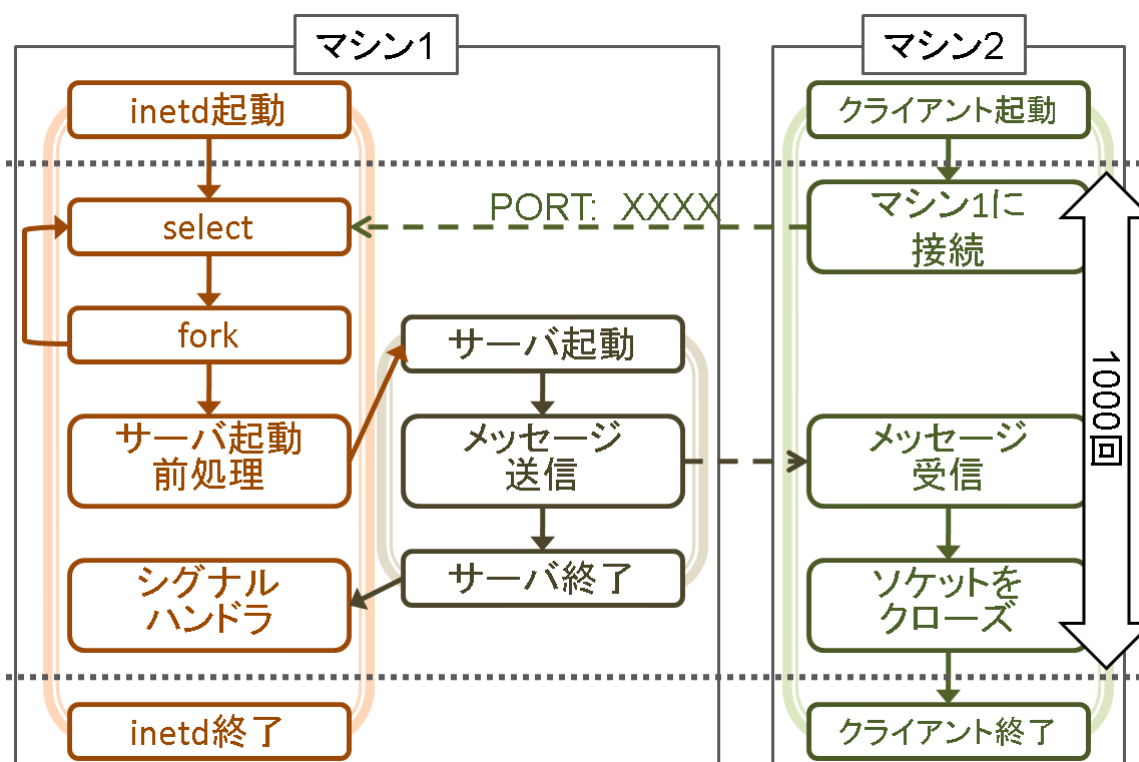 マシン1
マシン2
inetd起動
クライアント起動
select
PORT: XXXX
マシン1に
接続
fork
サーバ起動
サーバ起動
前処理
メッセージ
送信
メッセージ
受信
1000回
シグナル
ハンドラ
サーバ終了
ソケットを
クローズ
inetd終了
クライアント終了